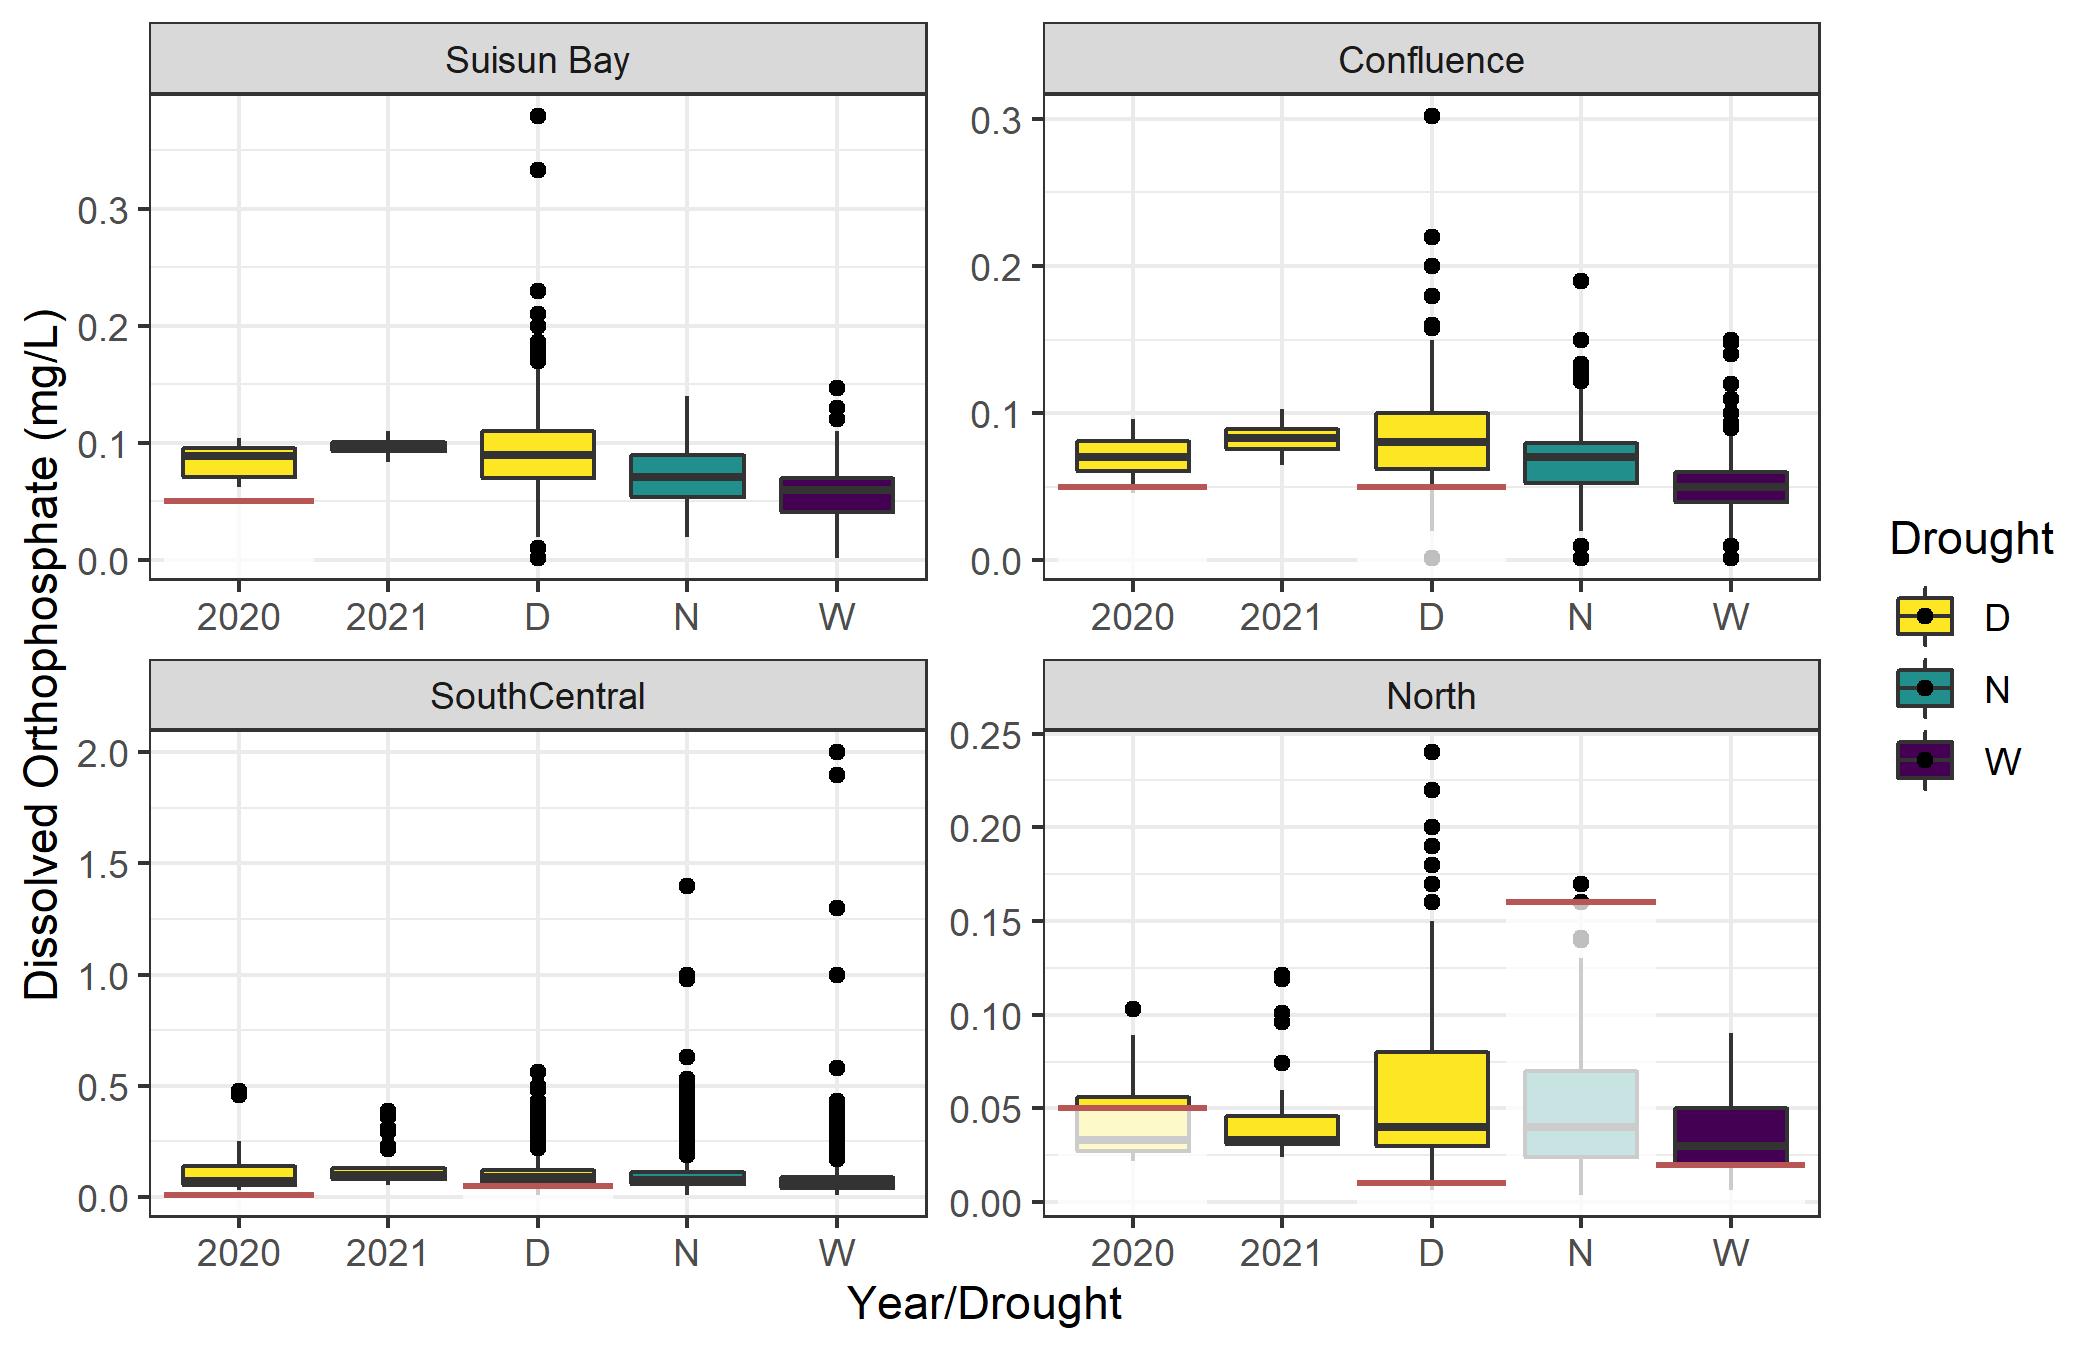 Suisun Bay
Confluence
0.3
0.2
0.1
0.0
0.3
0.2
0.1
0.0
2020 2021 D N W
2020 2021 D N W
SouthCentral
North
2.0
1.5
1.0
0.5
0.0
0.25
0.20
0.15
0.10
0.05
0.00
2020 2021 D N W
2020 2021 D N W
Year/Drought
Dissolved Orthophosphate (mg/L)
Drought
D
N
W